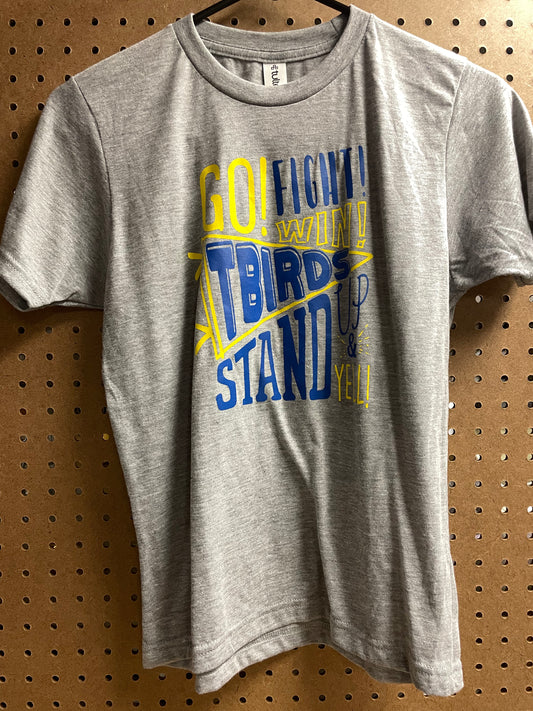 GO! FIGHT!
WIN!
TBIRDS
STAND UP
& YELL!